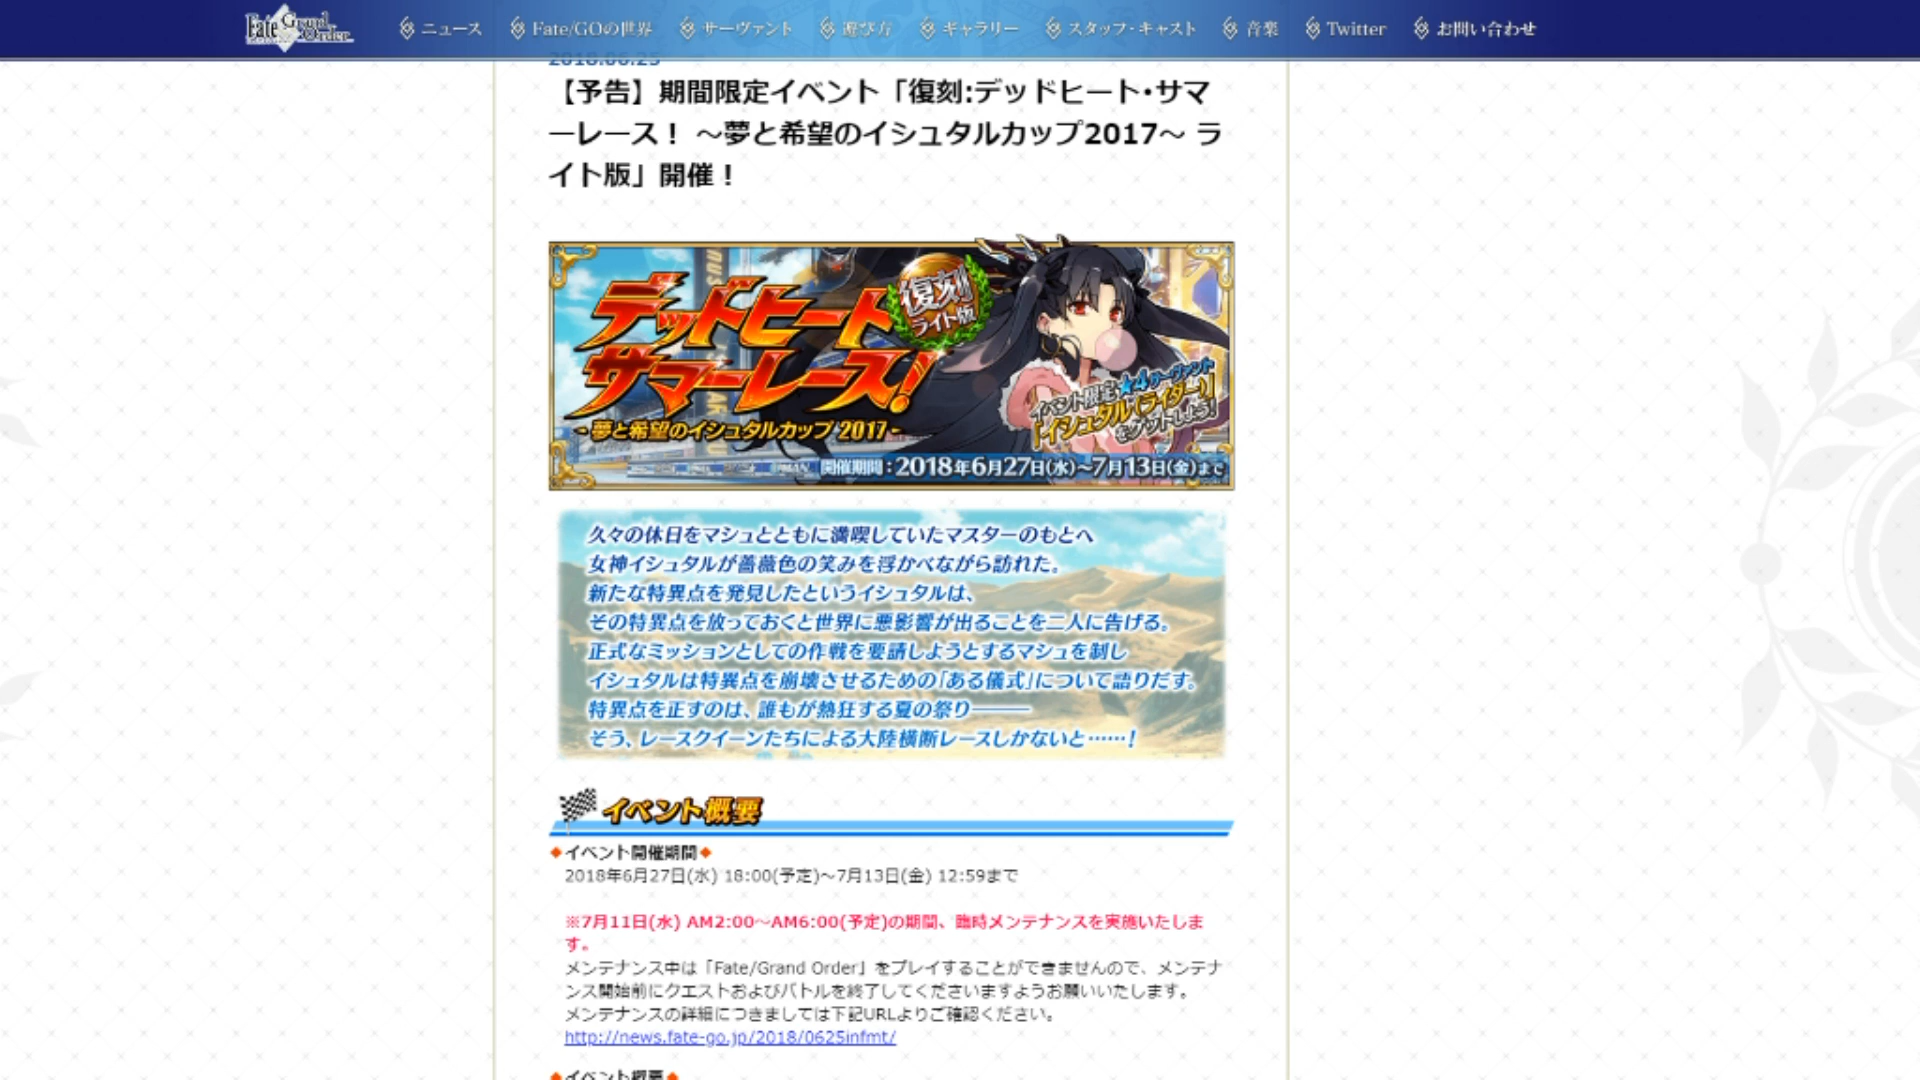 Fate Grand Order
ニュース
Fate/GOの世界
サーヴァント
遊び方
ギャラリー
スタッフ・キャスト
音楽
Twitter
お問い合わせ
2018.06.25
【予告】期間限定イベント「復刻:デッドヒート・サマ
ーレース！ ～夢と希望のイシュタルカップ2017～ ラ
イト版」開催！
デッドヒート
サマーレース!
復刻
ライト版
- 夢と希望のイシュタルカップ 2017 -
イベント限定★4サーヴァント
「イシュタル(ライダー)」
をゲットしよう!
開催期間：2018年6月27日(水)～7月13日(金)まで
久々の休日をマシュとともに満喫していたマスターのもとへ
女神イシュタルが薔薇色の笑みを浮かべながら訪れた。
新たな特異点を発見したというイシュタルは、
その特異点を放っておくと世界に悪影響が出ることを二人に告げる。
正式なミッションとしての作戦を要請しようとするマシュを制し
イシュタルは特異点を崩壊させるための「ある儀式」について語りだす。
特異点を正すのは、誰もが熱狂する夏の祭り───
そう、レースクイーンたちによる大陸横断レースしかないと……！
イベント概要
◆イベント開催期間◆
2018年6月27日(水) 18:00(予定)～7月13日(金) 12:59まで
※7月11日(水) AM2:00～AM6:00(予定)の期間、臨時メンテナンスを実施いたしま
す。
メンテナンス中は「Fate/Grand Order」をプレイすることができませんので、メンテナ
ンス開始前にクエストおよびバトルを終了してくださいますようお願いいたします。
メンテナンスの詳細につきましては下記URLよりご確認ください。
http://news.fate-go.jp/2018/0625infmt/
◆イベント概要◆